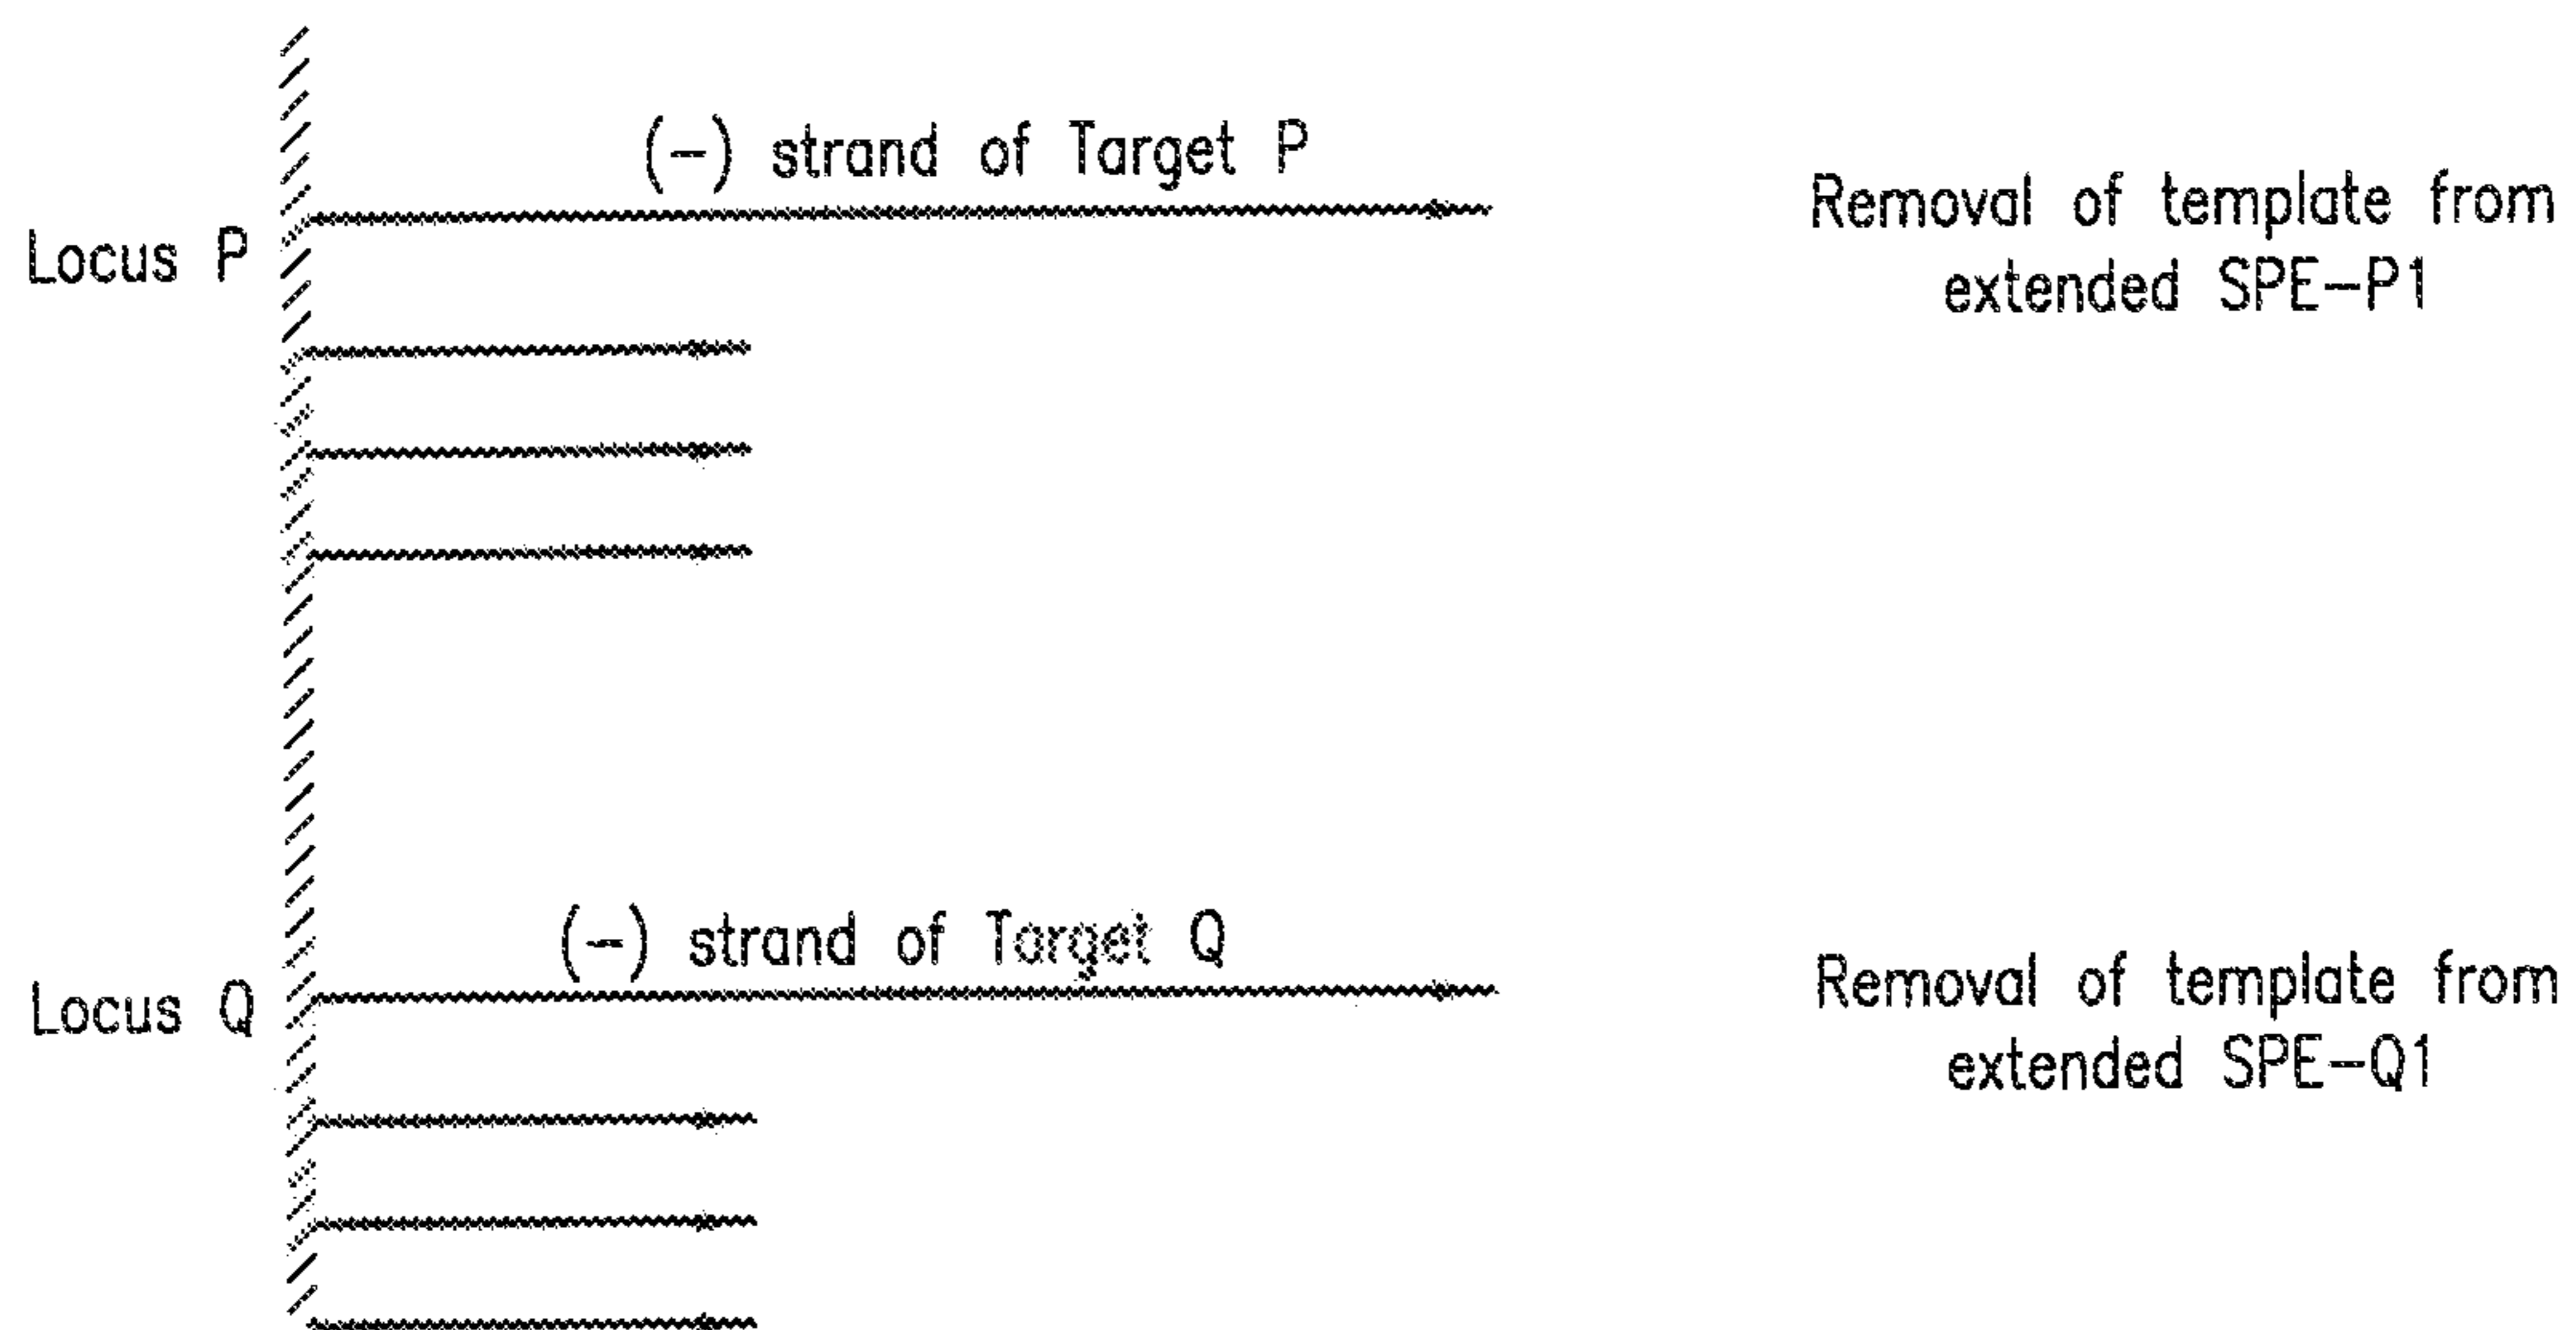 (-) strand of Target P
Removal of template from
extended SPE-P1
Locus P
(-) strand of Target Q
Removal of template from
extended SPE-Q1
Locus Q